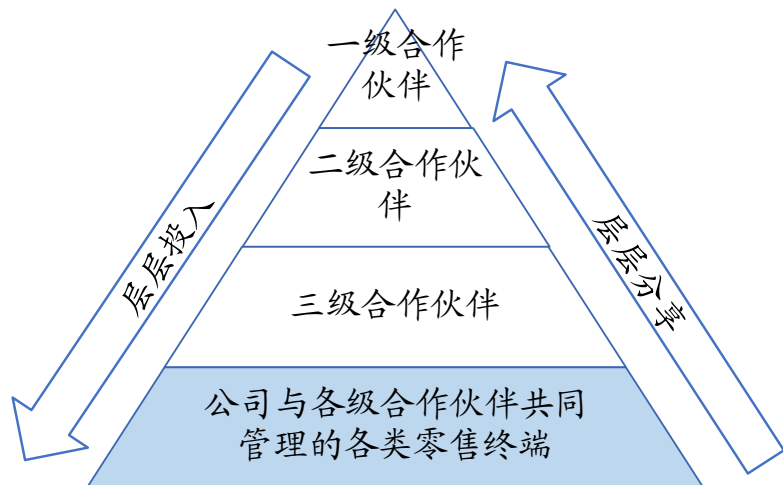 一级合作
伙伴
二级合作伙
伴
三级合作伙伴
公司与各级合作伙伴共同
管理的各类零售终端
层层投入
层层分享